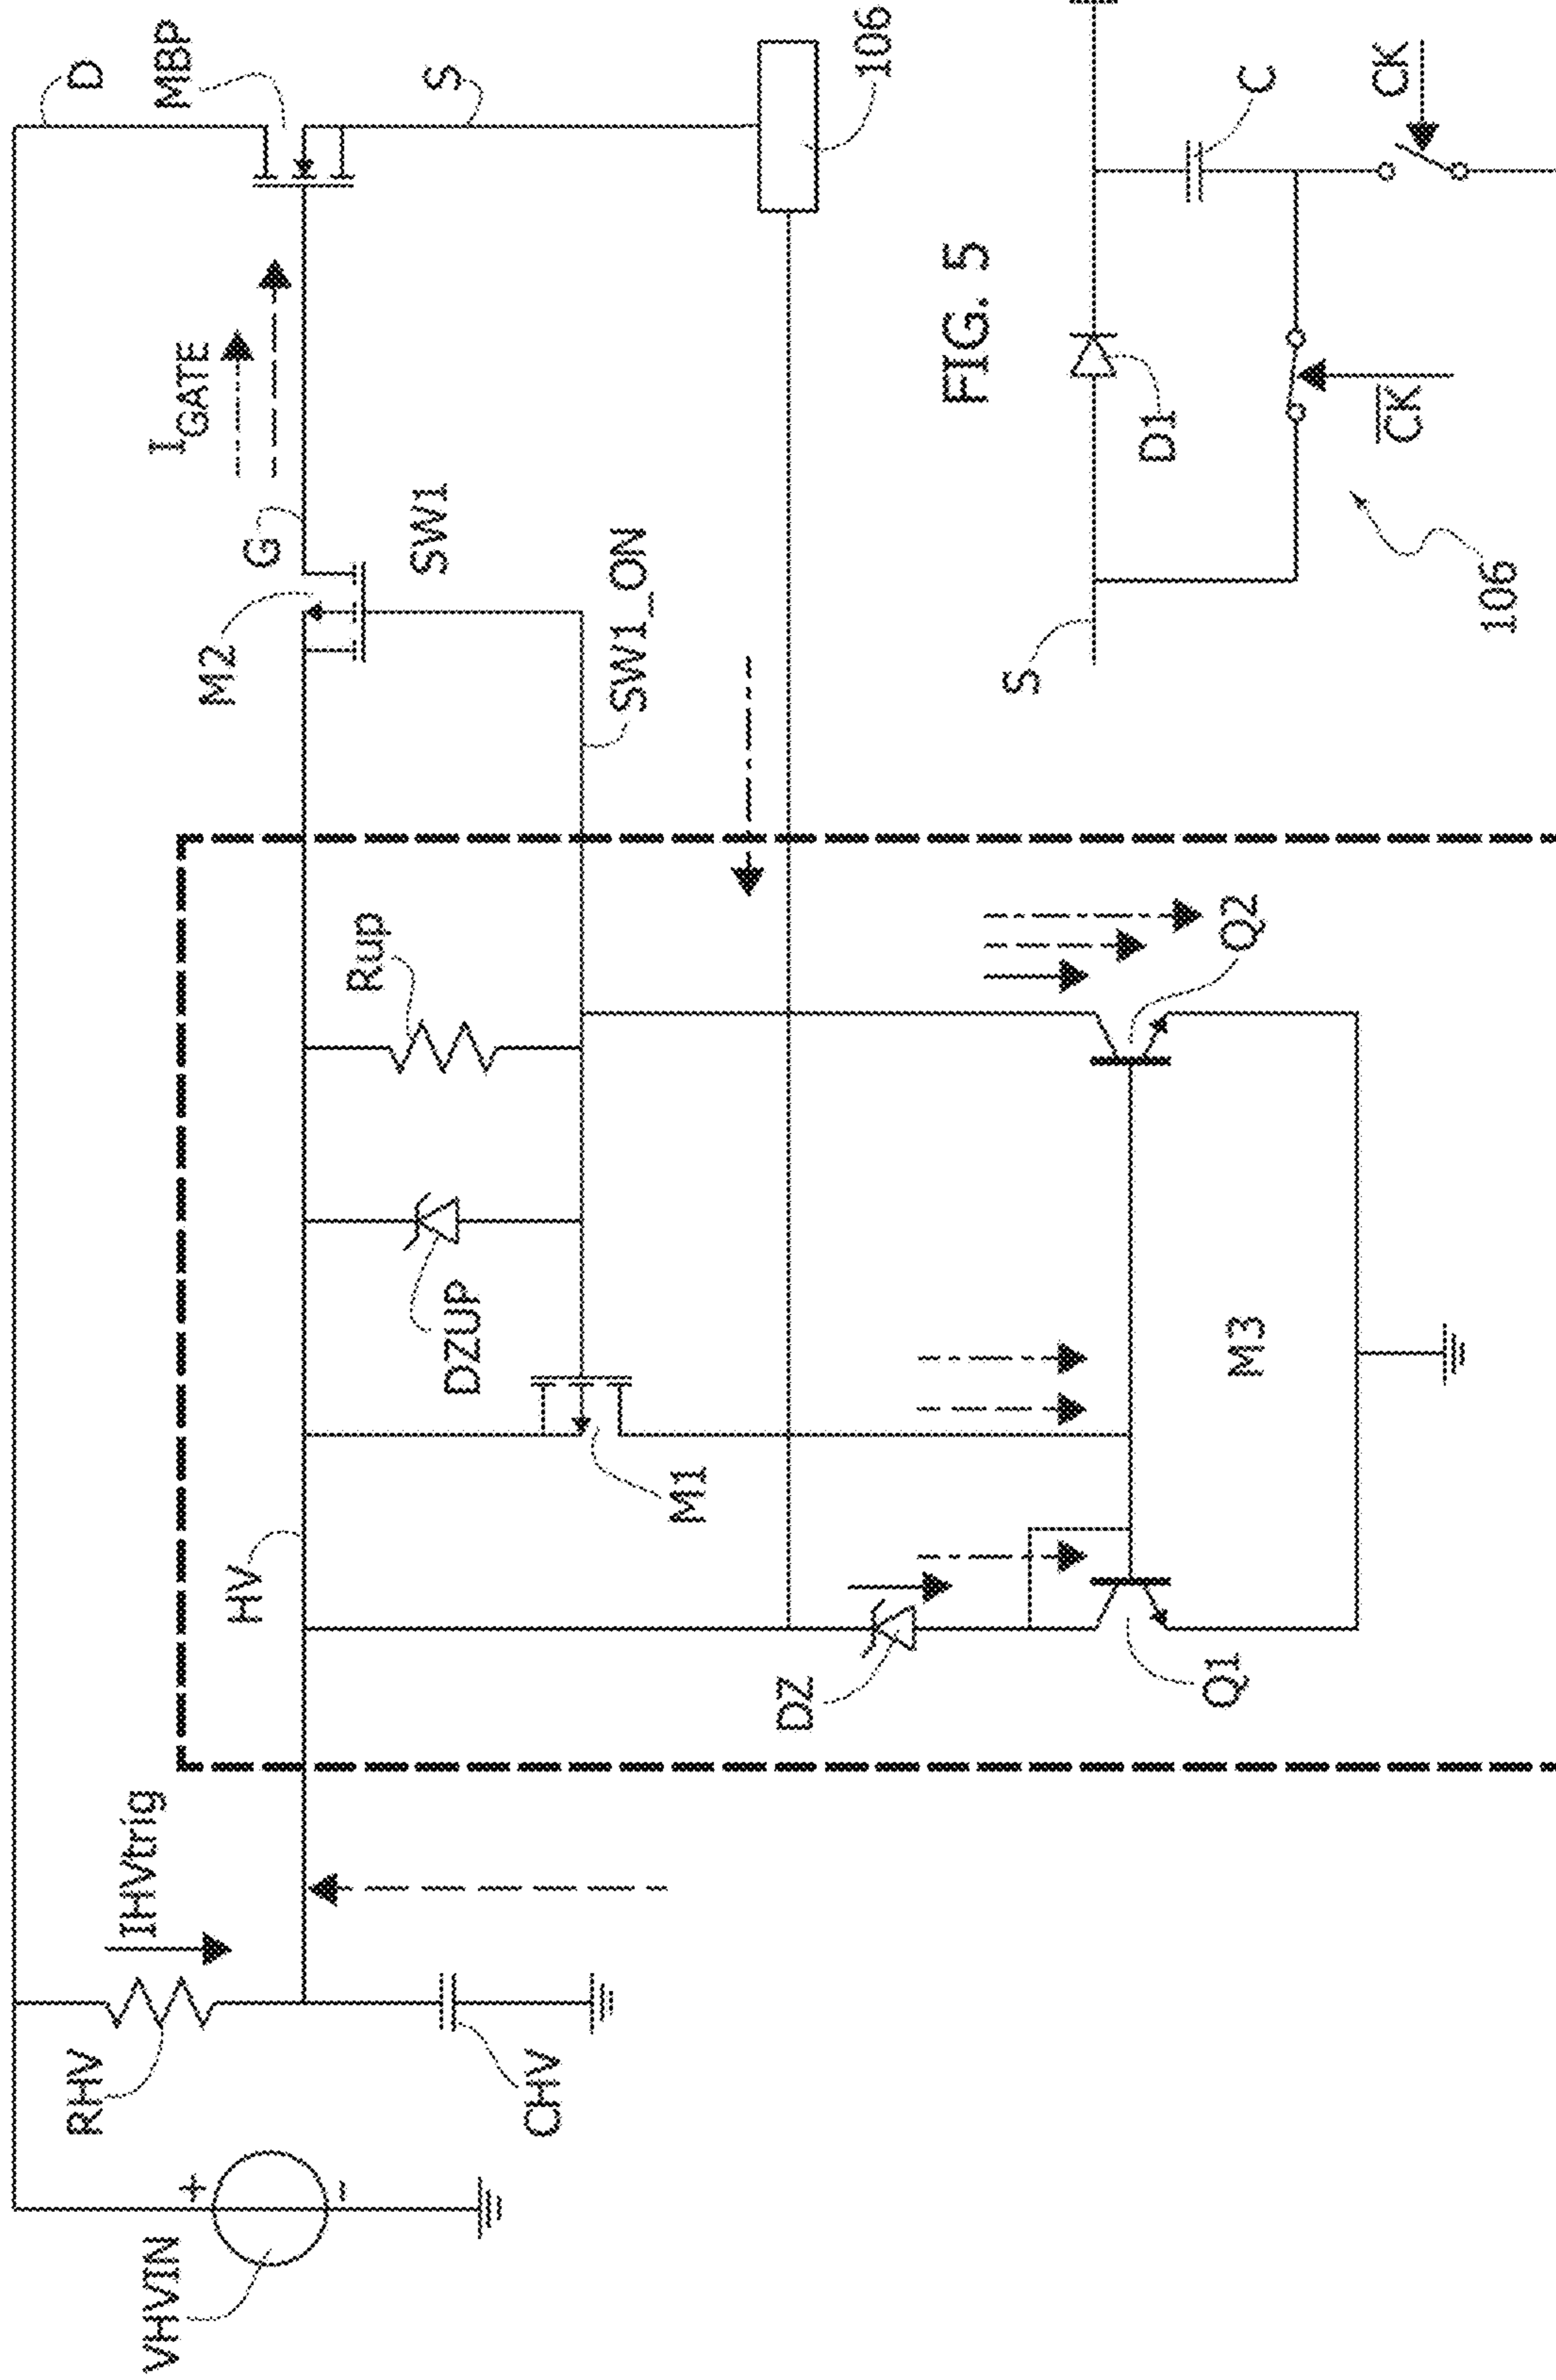 VHVIN
+
-
RHV
IHVtrig
CHV
HV
DZ
Q1
M1
DZUP
Rup
M3
Q2
M2
G
SW1
SW1_ON
IGATE
D
MBP
S
106
FIG. 5
S
D1
C
CK
CK
106